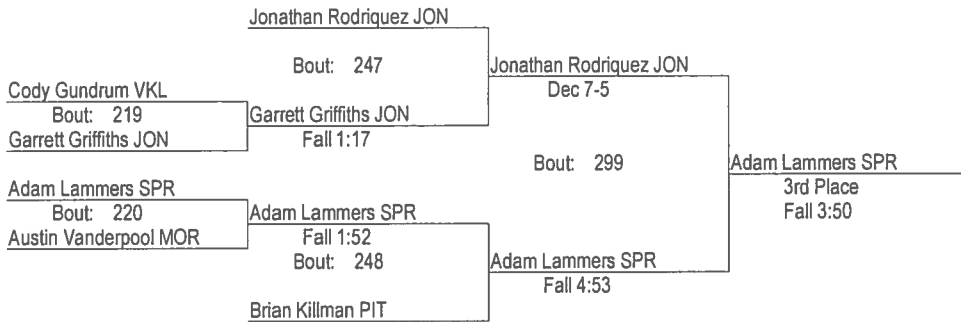 Jonathan Rodriquez JON
Bout: 247
Jonathan Rodriquez JON
Dec 7-5
Cody Gundrum VKL
Bout: 219
Garrett Griffiths JON
Fall 1:17
Garrett Griffiths JON
Bout: 299
Adam Lammers SPR
3rd Place
Fall 3:50
Adam Lammers SPR
Bout: 220
Adam Lammers SPR
Fall 1:52
Austin Vanderpool MOR
Bout: 248
Adam Lammers SPR
Fall 4:53
Brian Killman PIT